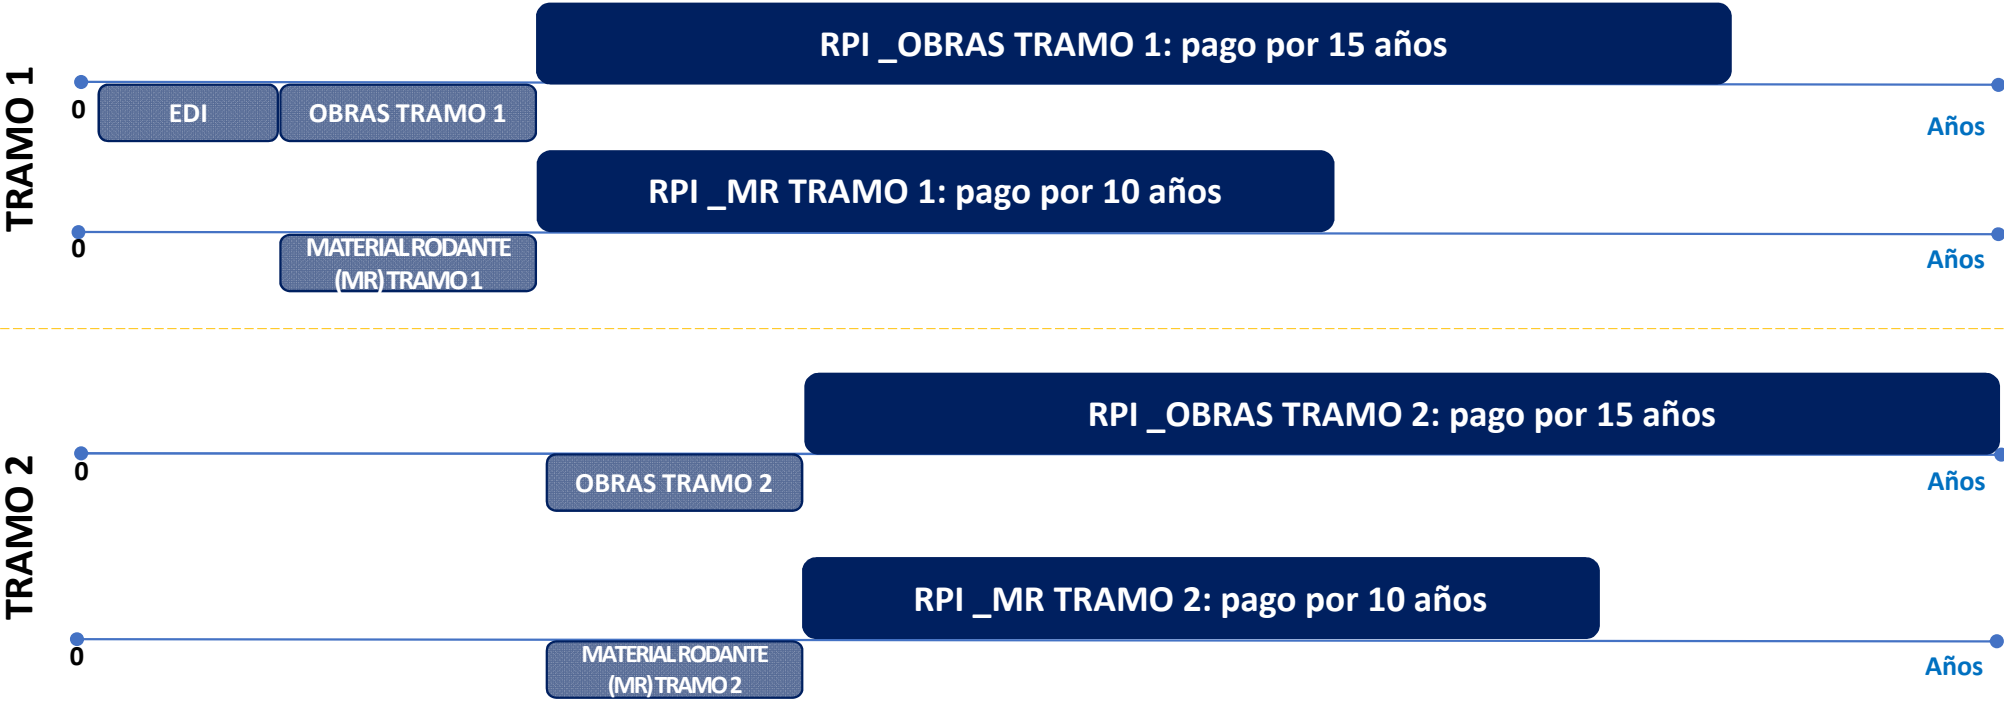 TRAMO 1
RPI _OBRAS TRAMO 1: pago por 15 años
0
EDI
OBRAS TRAMO 1
Años
RPI _MR TRAMO 1: pago por 10 años
0
MATERIAL RODANTE
(MR) TRAMO 1
Años
TRAMO 2
RPI _OBRAS TRAMO 2: pago por 15 años
0
OBRAS TRAMO 2
Años
RPI _MR TRAMO 2: pago por 10 años
0
MATERIAL RODANTE
(MR) TRAMO 2
Años